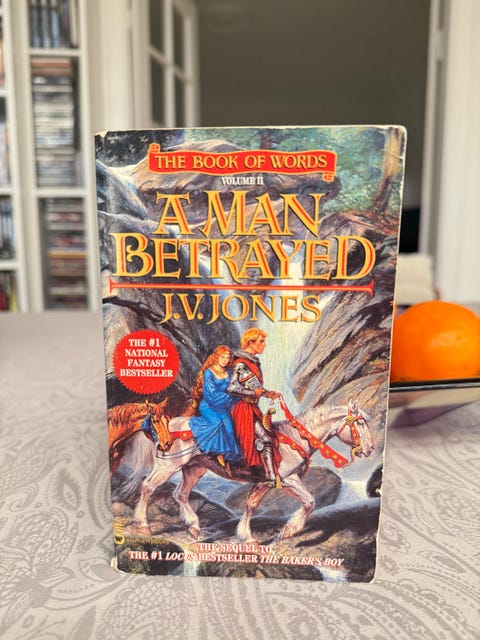 THE BOOK OF WORDS
VOLUME II
A MAN
BETRAYED
J.V. JONES
THE #1
NATIONAL
FANTASY
BESTSELLER
THE SEQUEL TO
THE #1 LOCUS BESTSELLER THE BAKER'S BOY